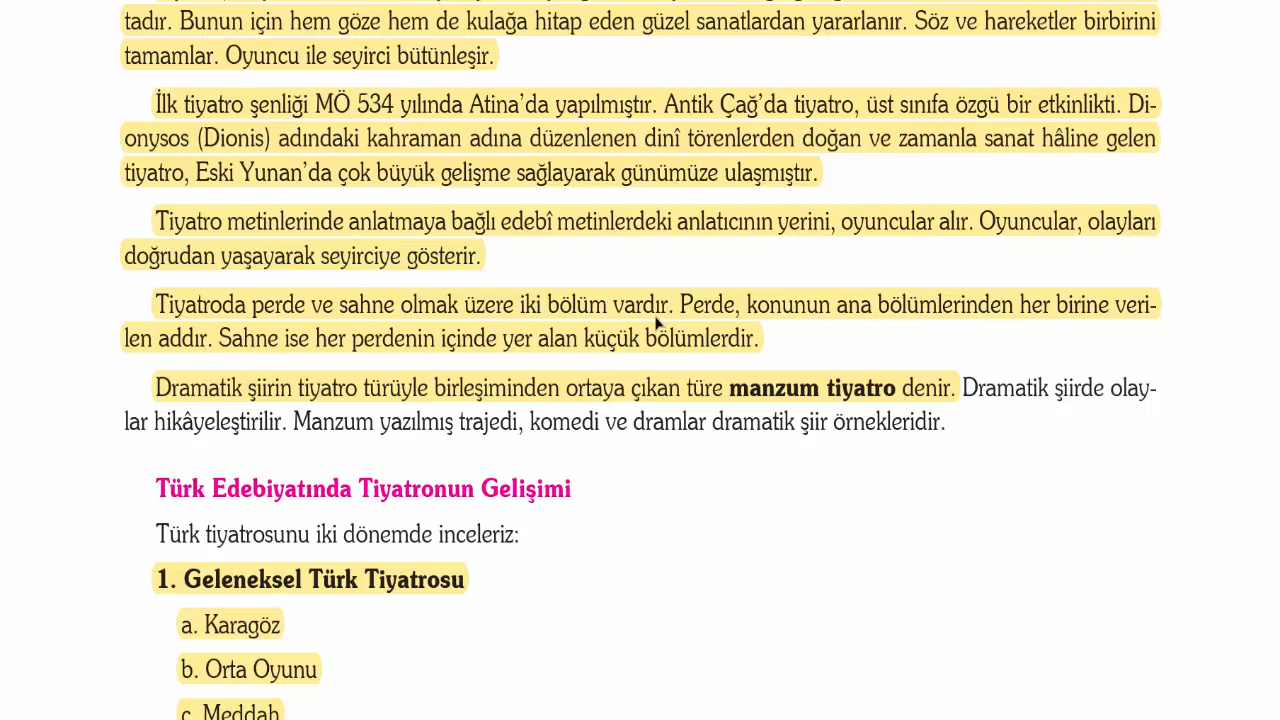 tadır. Bunun için hem göze hem de kulağa hitap eden güzel sanatlardan yararlanır. Söz ve hareketler birbirini
tamamlar. Oyuncu ile seyirci bütünleşir.
İlk tiyatro şenliği MÖ 534 yılında Atina’da yapılmıştır. Antik Çağ’da tiyatro, üst sınıfa özgü bir etkinlikti. Di-
onysos (Dionis) adındaki kahraman adına düzenlenen dinî törenlerden doğan ve zamanla sanat hâline gelen
tiyatro, Eski Yunan’da çok büyük gelişme sağlayarak günümüze ulaşmıştır.
Tiyatro metinlerinde anlatmaya bağlı edebî metinlerdeki anlatıcının yerini, oyuncular alır. Oyuncular, olayları
doğrudan yaşayarak seyirciye gösterir.
Tiyatroda perde ve sahne olmak üzere iki bölüm vardır. Perde, konunun ana bölümlerinden her birine veri-
len addır. Sahne ise her perdenin içinde yer alan küçük bölümlerdir.
Dramatik şiirin tiyatro türüyle birleşiminden ortaya çıkan türe manzum tiyatro denir. Dramatik şiirde olay-
lar hikâyeleştirilir. Manzum yazılmış trajedi, komedi ve dramlar dramatik şiir örnekleridir.
Türk Edebiyatında Tiyatronun Gelişimi
Türk tiyatrosunu iki dönemde inceleriz:
1. Geleneksel Türk Tiyatrosu
a. Karagöz
b. Orta Oyunu
c. Meddah